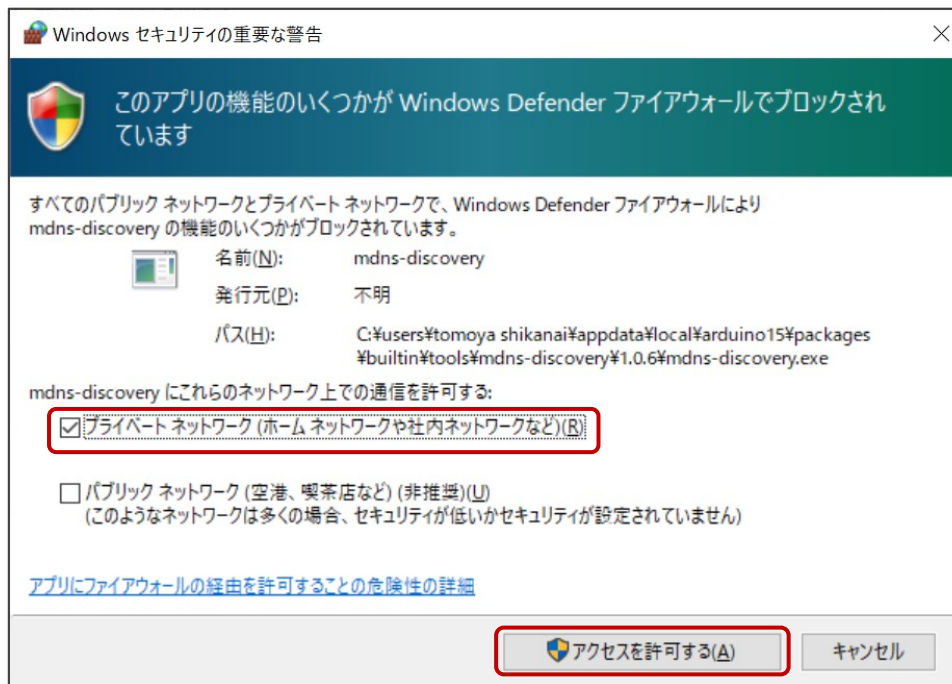 Windows セキュリティの重要な警告
このアプリの機能のいくつかが Windows Defender ファイアウォールでブロックされ
ています
すべてのパブリック ネットワークとプライベート ネットワークで、Windows Defender ファイアウォールにより
mdns-discovery の機能のいくつかがブロックされています。
名前(N): mdns-discovery
発行元(P): 不明
パス(H): C:¥users¥tomoya shikanai¥appdata¥local¥arduino15¥packages
¥builtin¥tools¥mdns-discovery¥1.0.6¥mdns-discovery.exe
mdns-discovery にこれらのネットワーク上での通信を許可する:
プライベート ネットワーク (ホーム ネットワークや社内ネットワークなど)(R)
パブリック ネットワーク (空港、喫茶店など) (非推奨)(U)
(このようなネットワークは多くの場合、セキュリティが低いかセキュリティが設定されていません)
アプリにファイアウォールの経由を許可することの危険性の詳細
アクセスを許可する(A) キャンセル